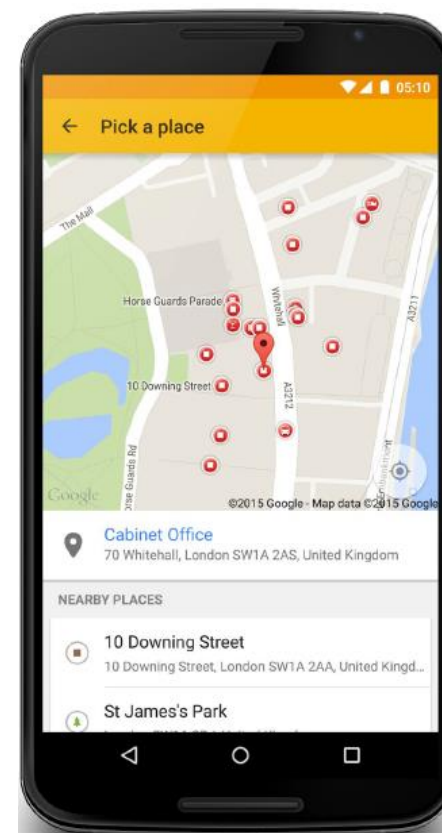 05:10
Pick a place
The Mall
Horse Guards Parade
Whitehall
A3211
10 Downing Street
A3212
Horse Guards Rd
Google
©2015 Google - Map data ©2015 Google
Cabinet Office
70 Whitehall, London SW1A 2AS, United Kingdom
NEARBY PLACES
10 Downing Street
10 Downing Street, London SW1A 2AA, United Kingd...
St James's Park